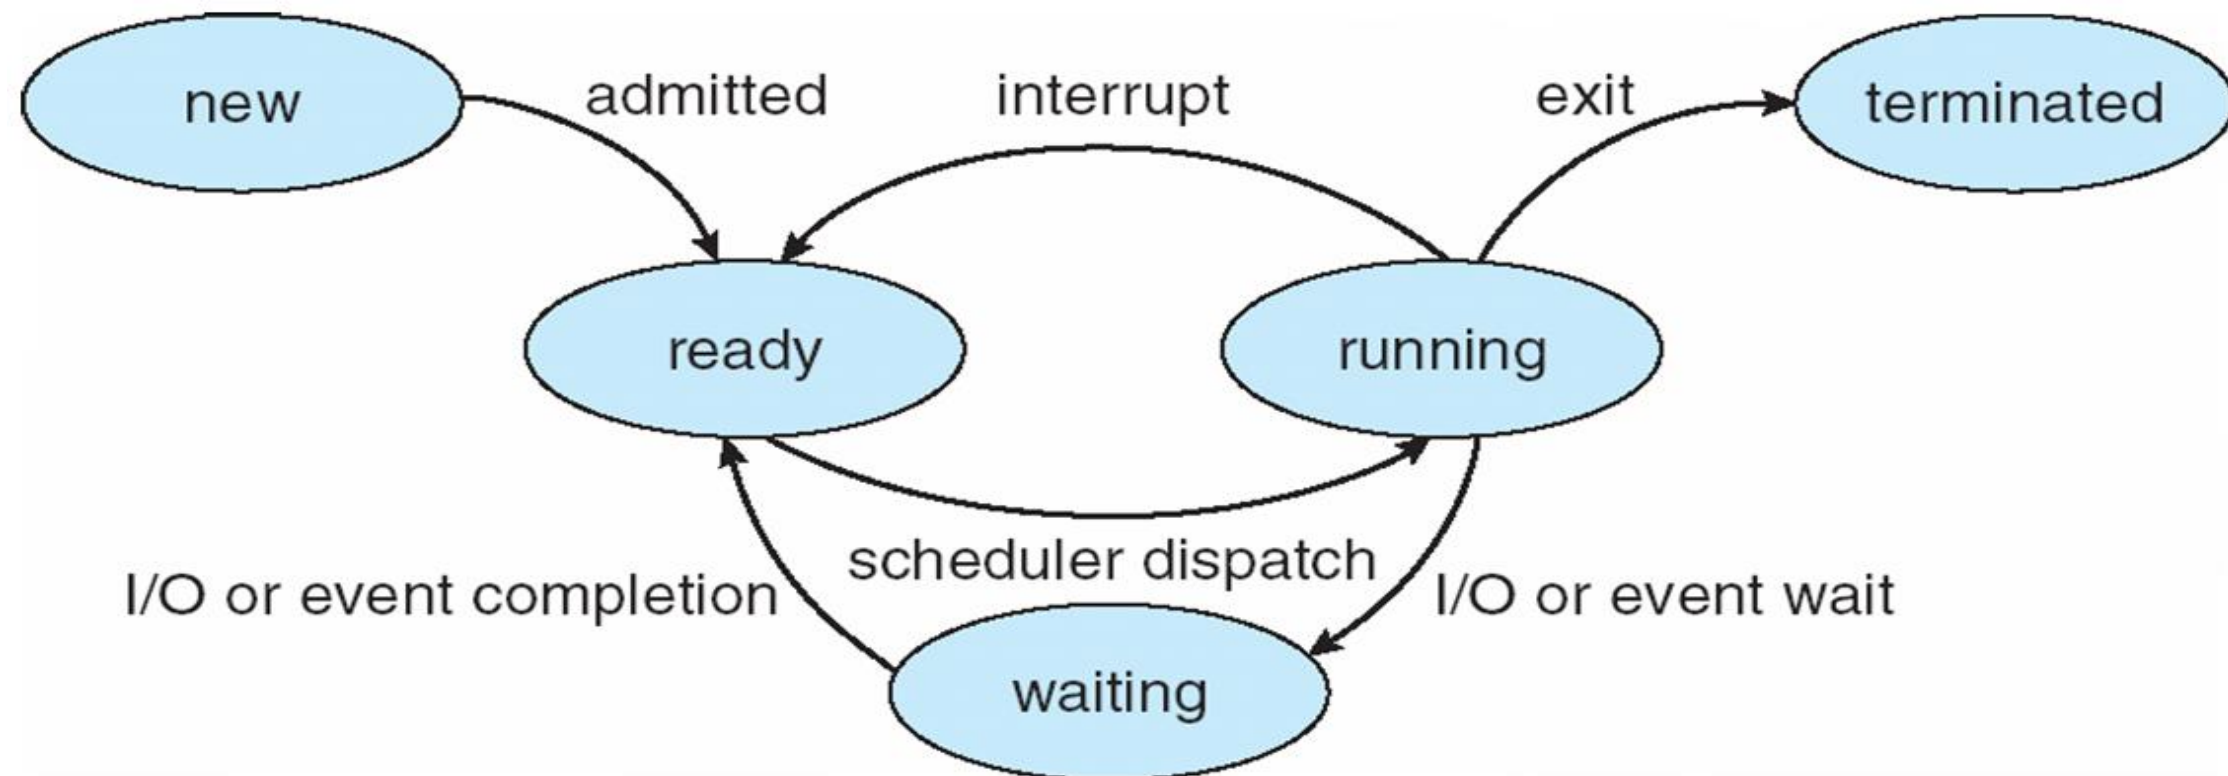 new
admitted
interrupt
exit
terminated
ready
running
scheduler dispatch
I/O or event completion
I/O or event wait
waiting